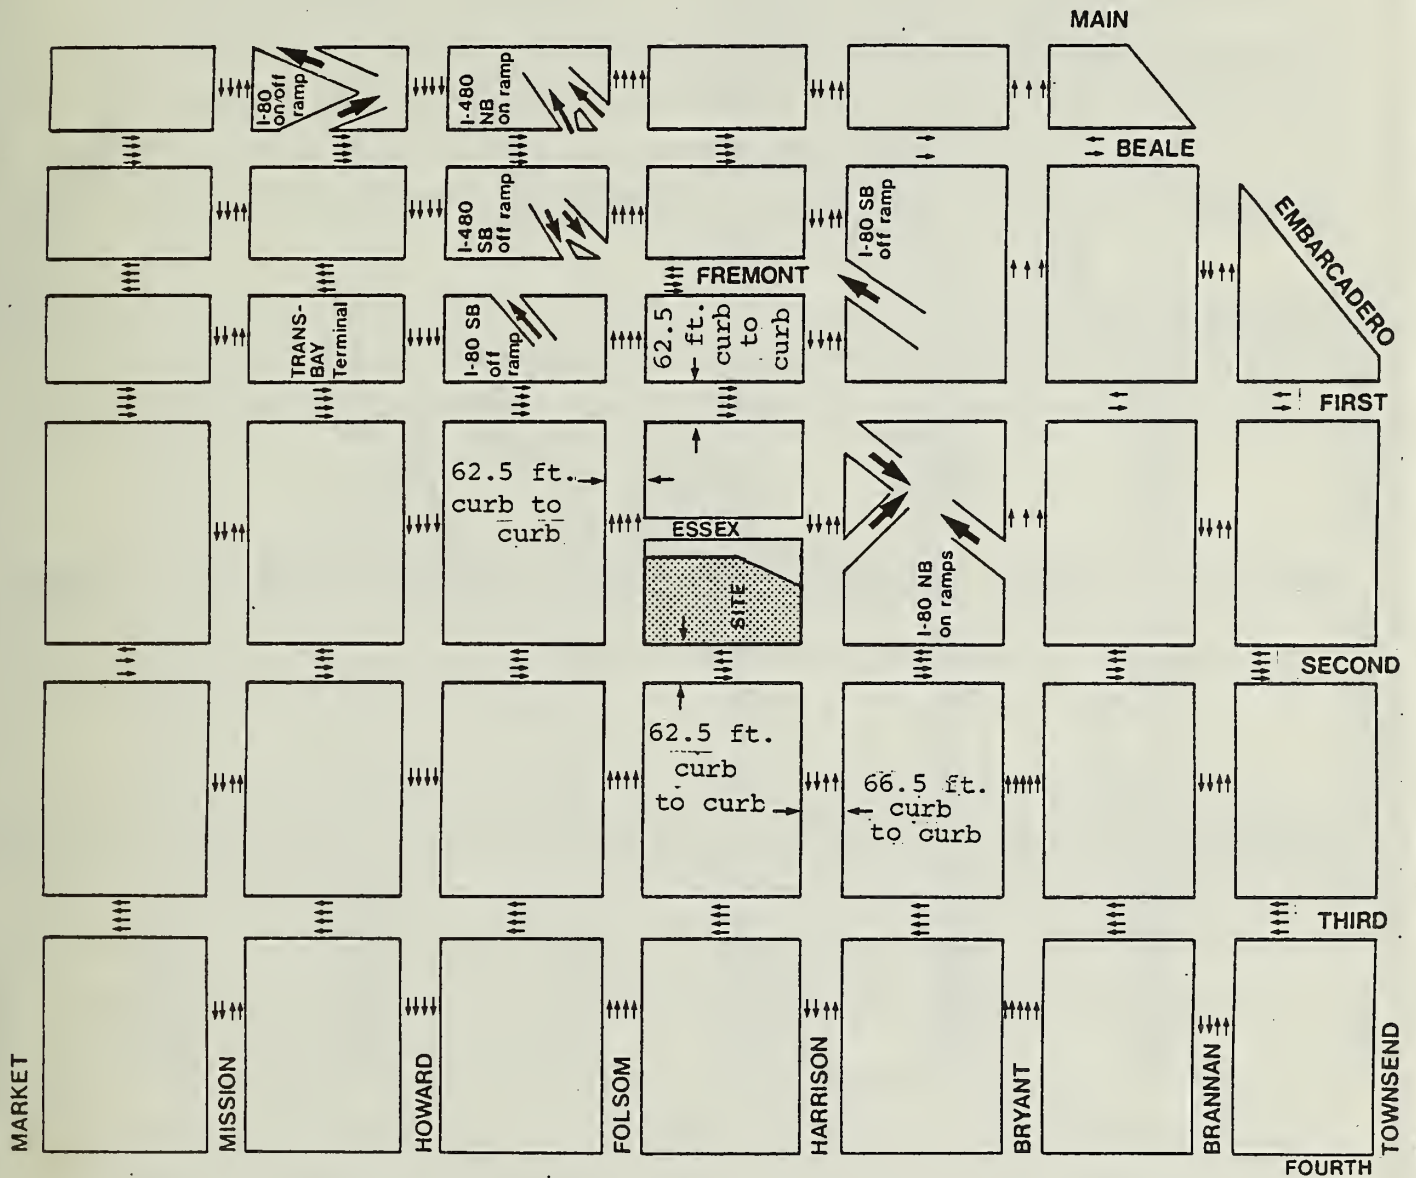 MAIN
I-80
on/off
ramp
I-480
NB
on ramp
BEALE
I-480
SB
off ramp
I-80 SB
off ramp
EMBARCADERO
FREMONT
TRANS-
BAY
Terminal
I-80 SB
off
ramp
62.5
ft.
curb
to
curb
FIRST
62.5 ft.
curb to
curb
ESSEX
SITE
I-80 NB
on ramps
SECOND
62.5 ft.
curb
to curb
66.5 ft.
curb
to curb
THIRD
MARKET
MISSION
HOWARD
FOLSOM
HARRISON
BRYANT
BRANNAN
TOWNSEND
FOURTH